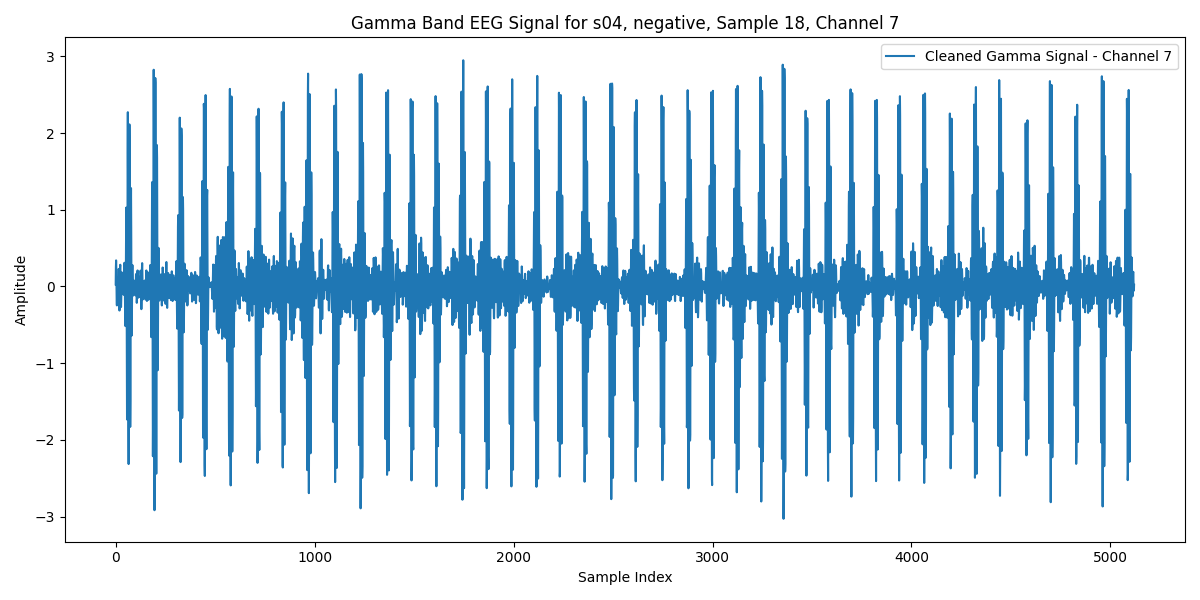 Gamma Band EEG Signal for s04, negative, Sample 18, Channel 7
Cleaned Gamma Signal - Channel 7
Amplitude
3
2
1
0
−1
−2
−3
0 1000 2000 3000 4000 5000
Sample Index